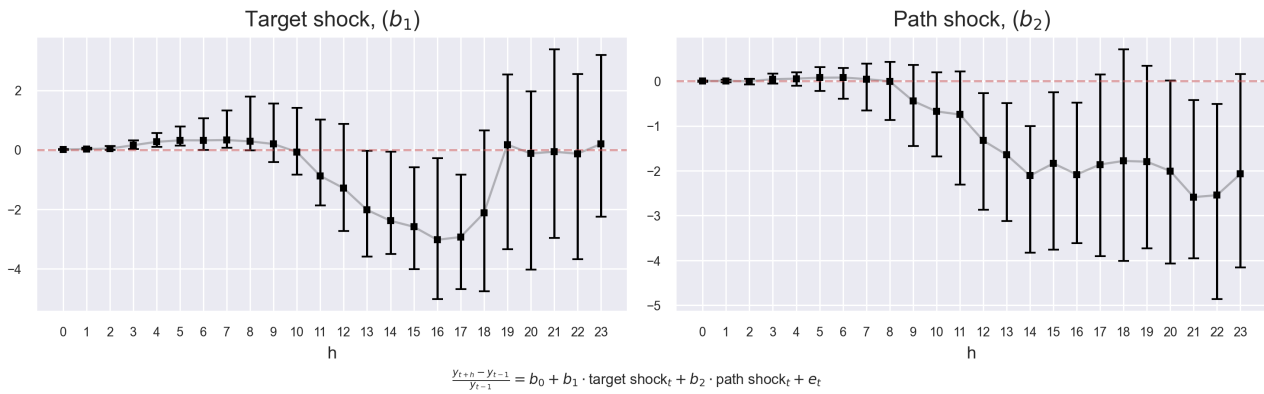 Target shock, (b₁)
Path shock, (b₂)
2
0
−2
−4
0 1 2 3 4 5 6 7 8 9 10 11 12 13 14 15 16 17 18 19 20 21 22 23
h
0
−1
−2
−3
−4
−5
0 1 2 3 4 5 6 7 8 9 10 11 12 13 14 15 16 17 18 19 20 21 22 23
h
(yₜ₊ₕ − yₜ₋₁)/yₜ₋₁ = b₀ + b₁ · target shockₜ + b₂ · path shockₜ + eₜ